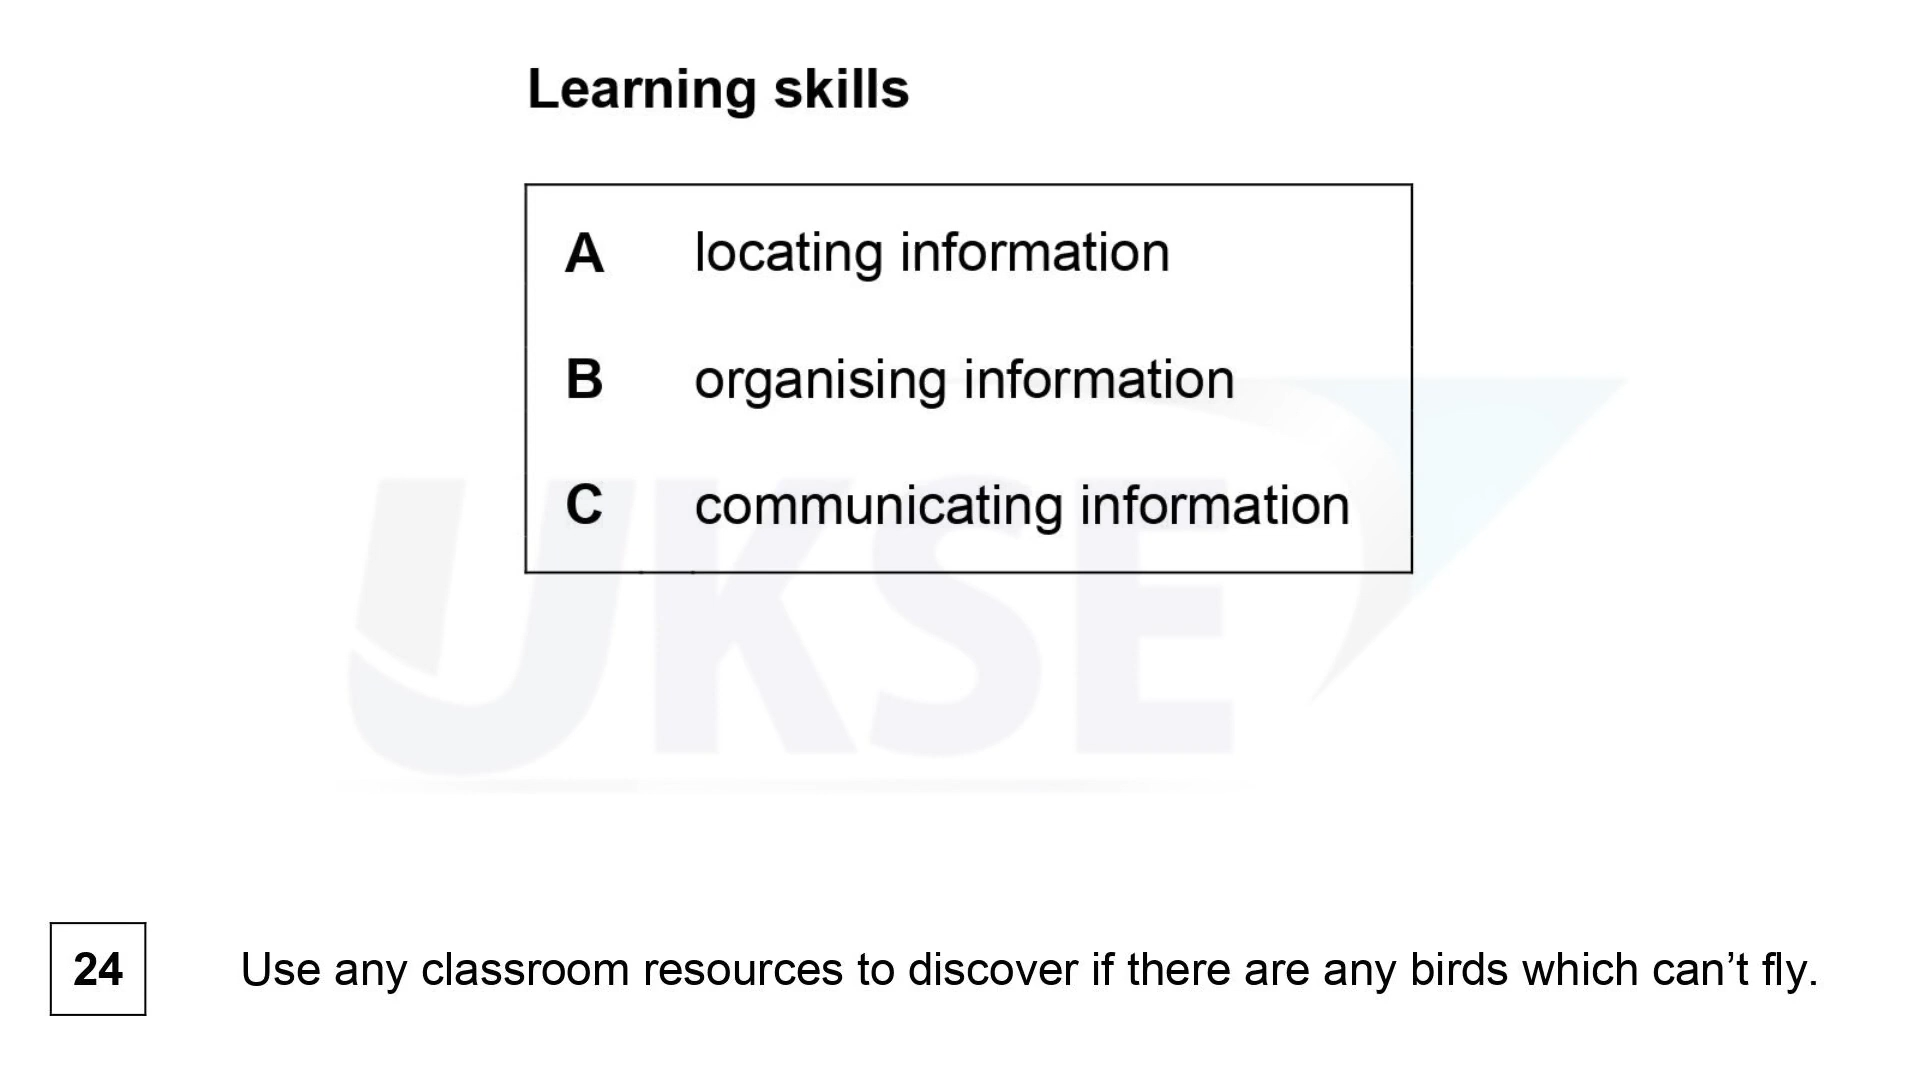 Learning skills
A locating information
B organising information
C communicating information
UKSE
24 Use any classroom resources to discover if there are any birds which can’t fly.